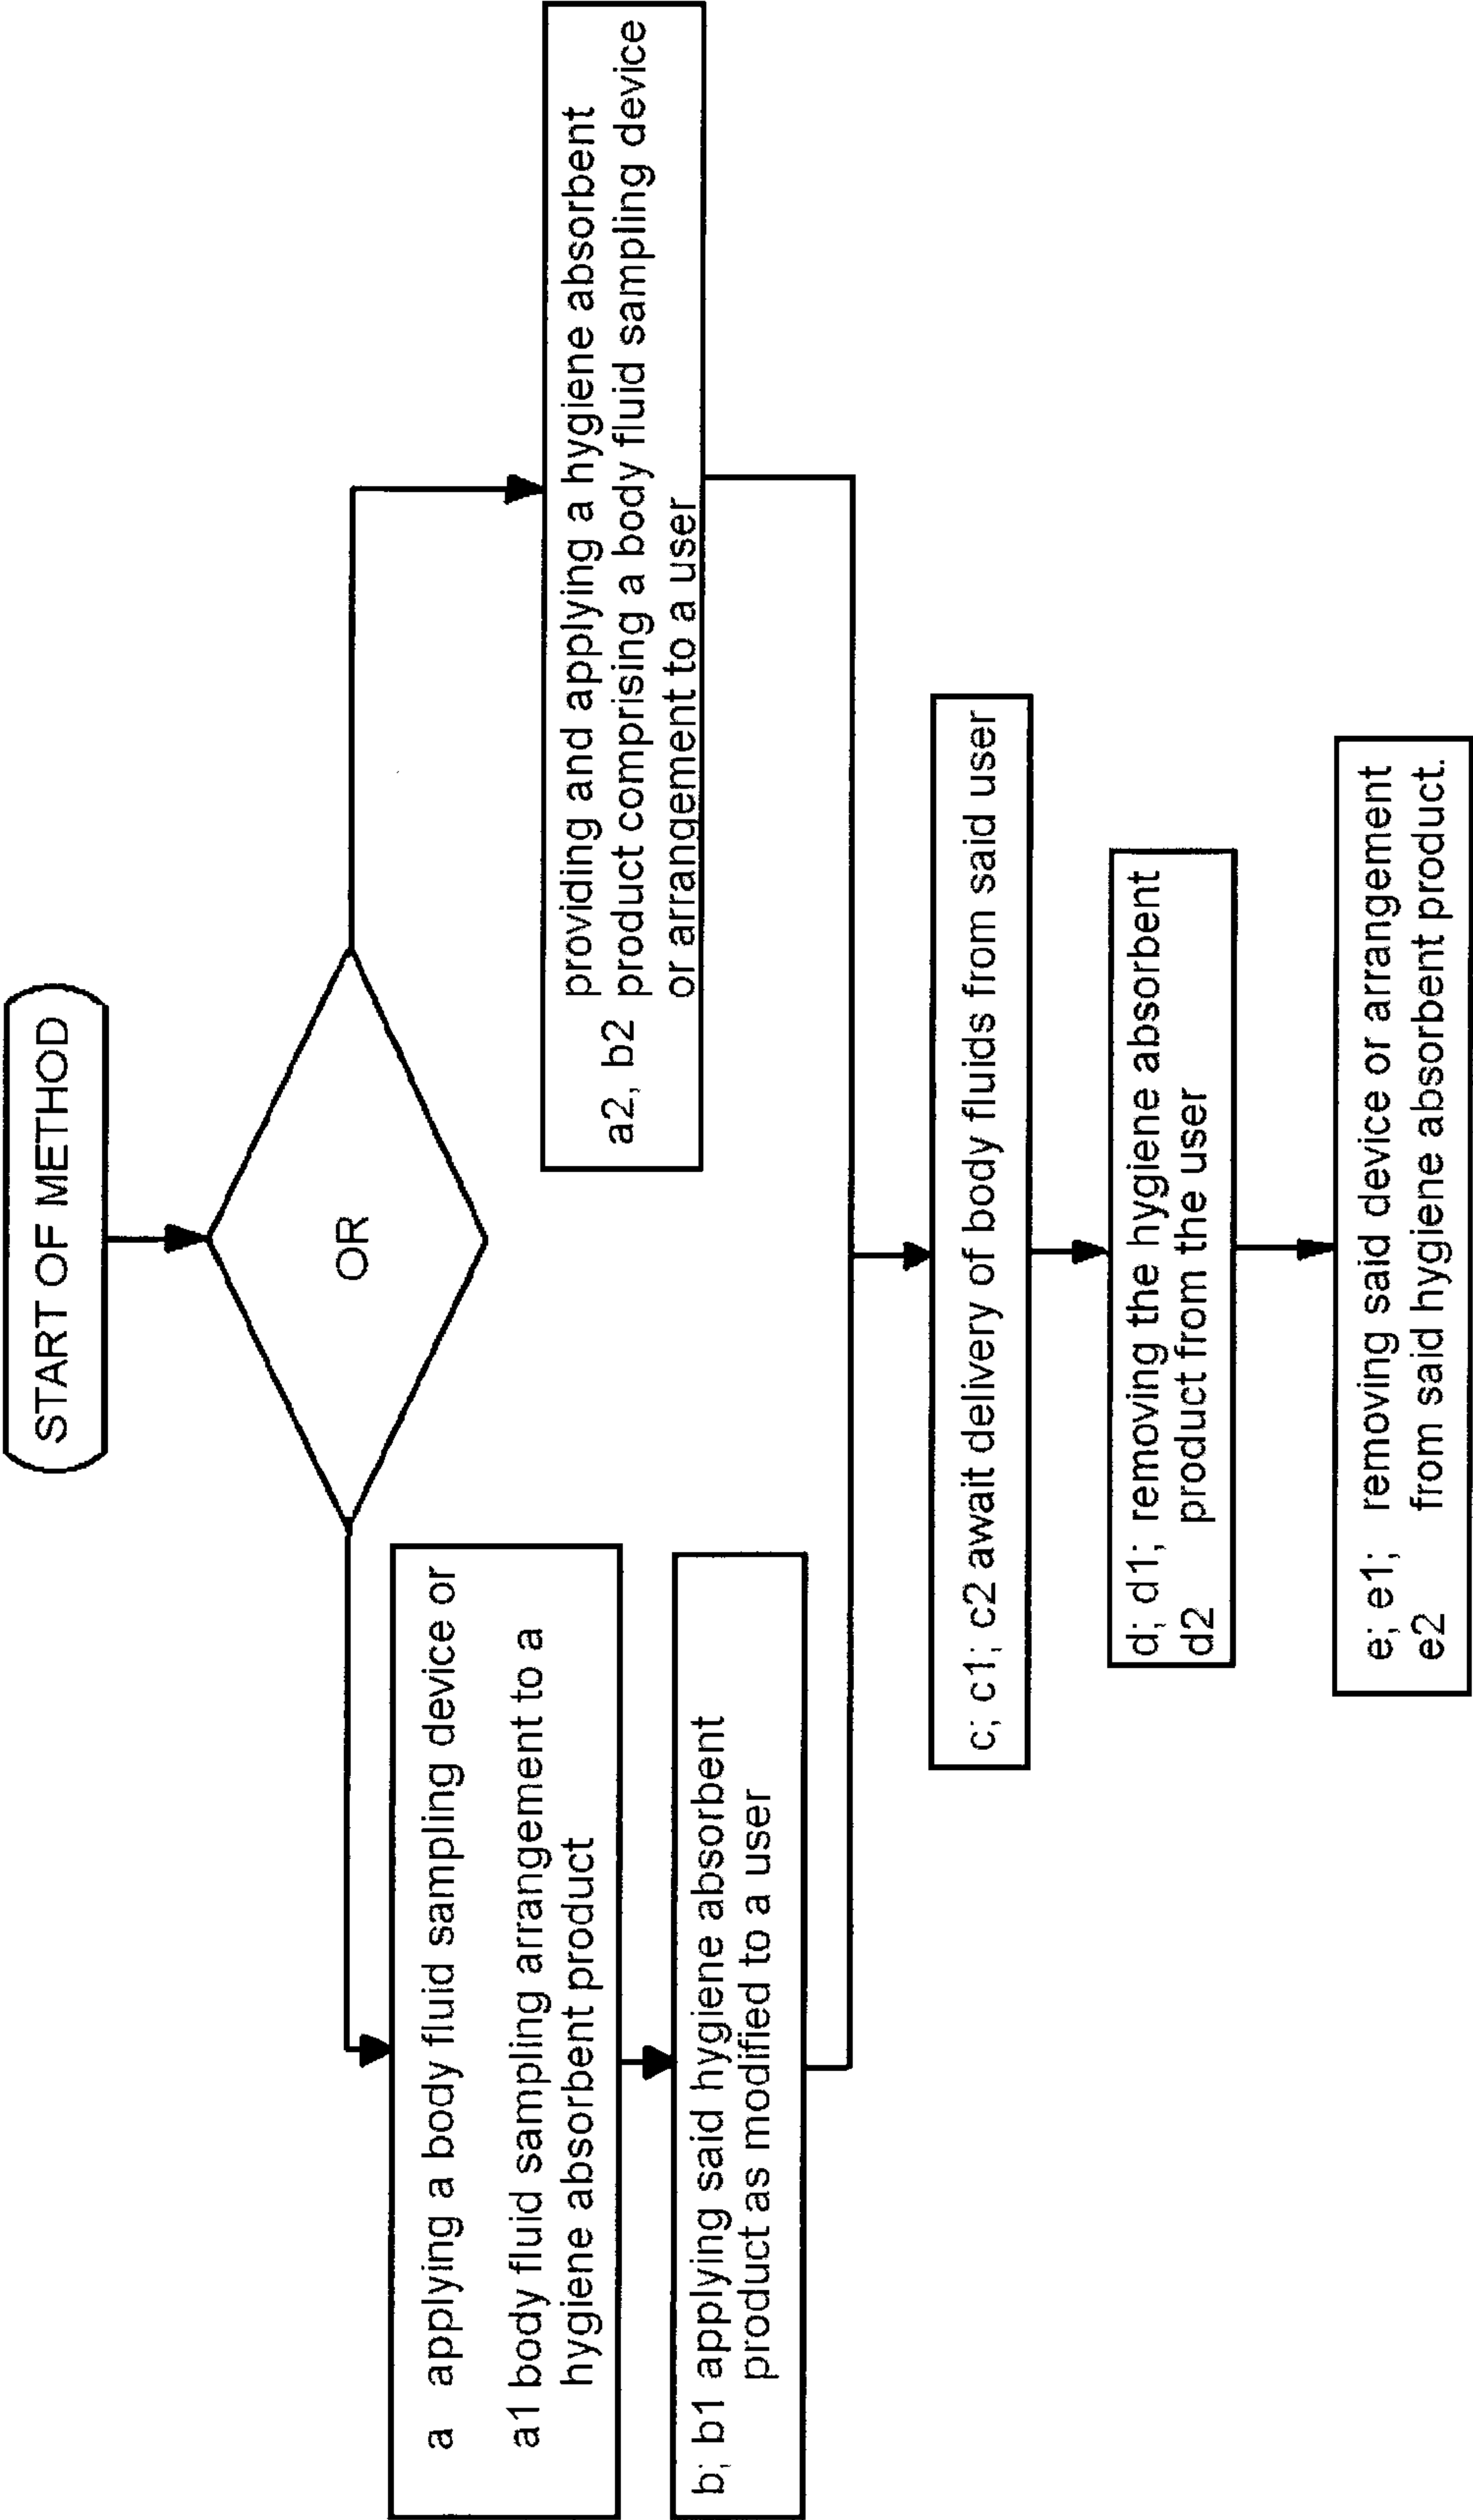 START OF METHOD
OR
a applying a body fluid sampling device or
a1 body fluid sampling arrangement to a
hygiene absorbent product
b; b1 applying said hygiene absorbent
product as modified to a user
providing and applying a hygiene absorbent
a2, b2 product comprising a body fluid sampling device
or arrangement to a user
c; c1; c2 await delivery of body fluids from said user
d; d1; removing the hygiene absorbent
d2 product from the user
e; e1; removing said device or arrangement
e2 from said hygiene absorbent product.